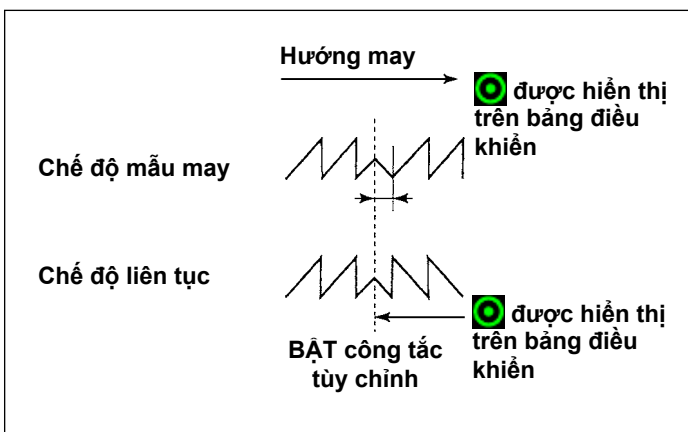 Hướng may
được hiển thị
trên bảng điều
khiển
Chế độ mẫu may
Chế độ liên tục
được hiển thị
trên bảng điều
khiển
BẬT công tắc
tùy chỉnh